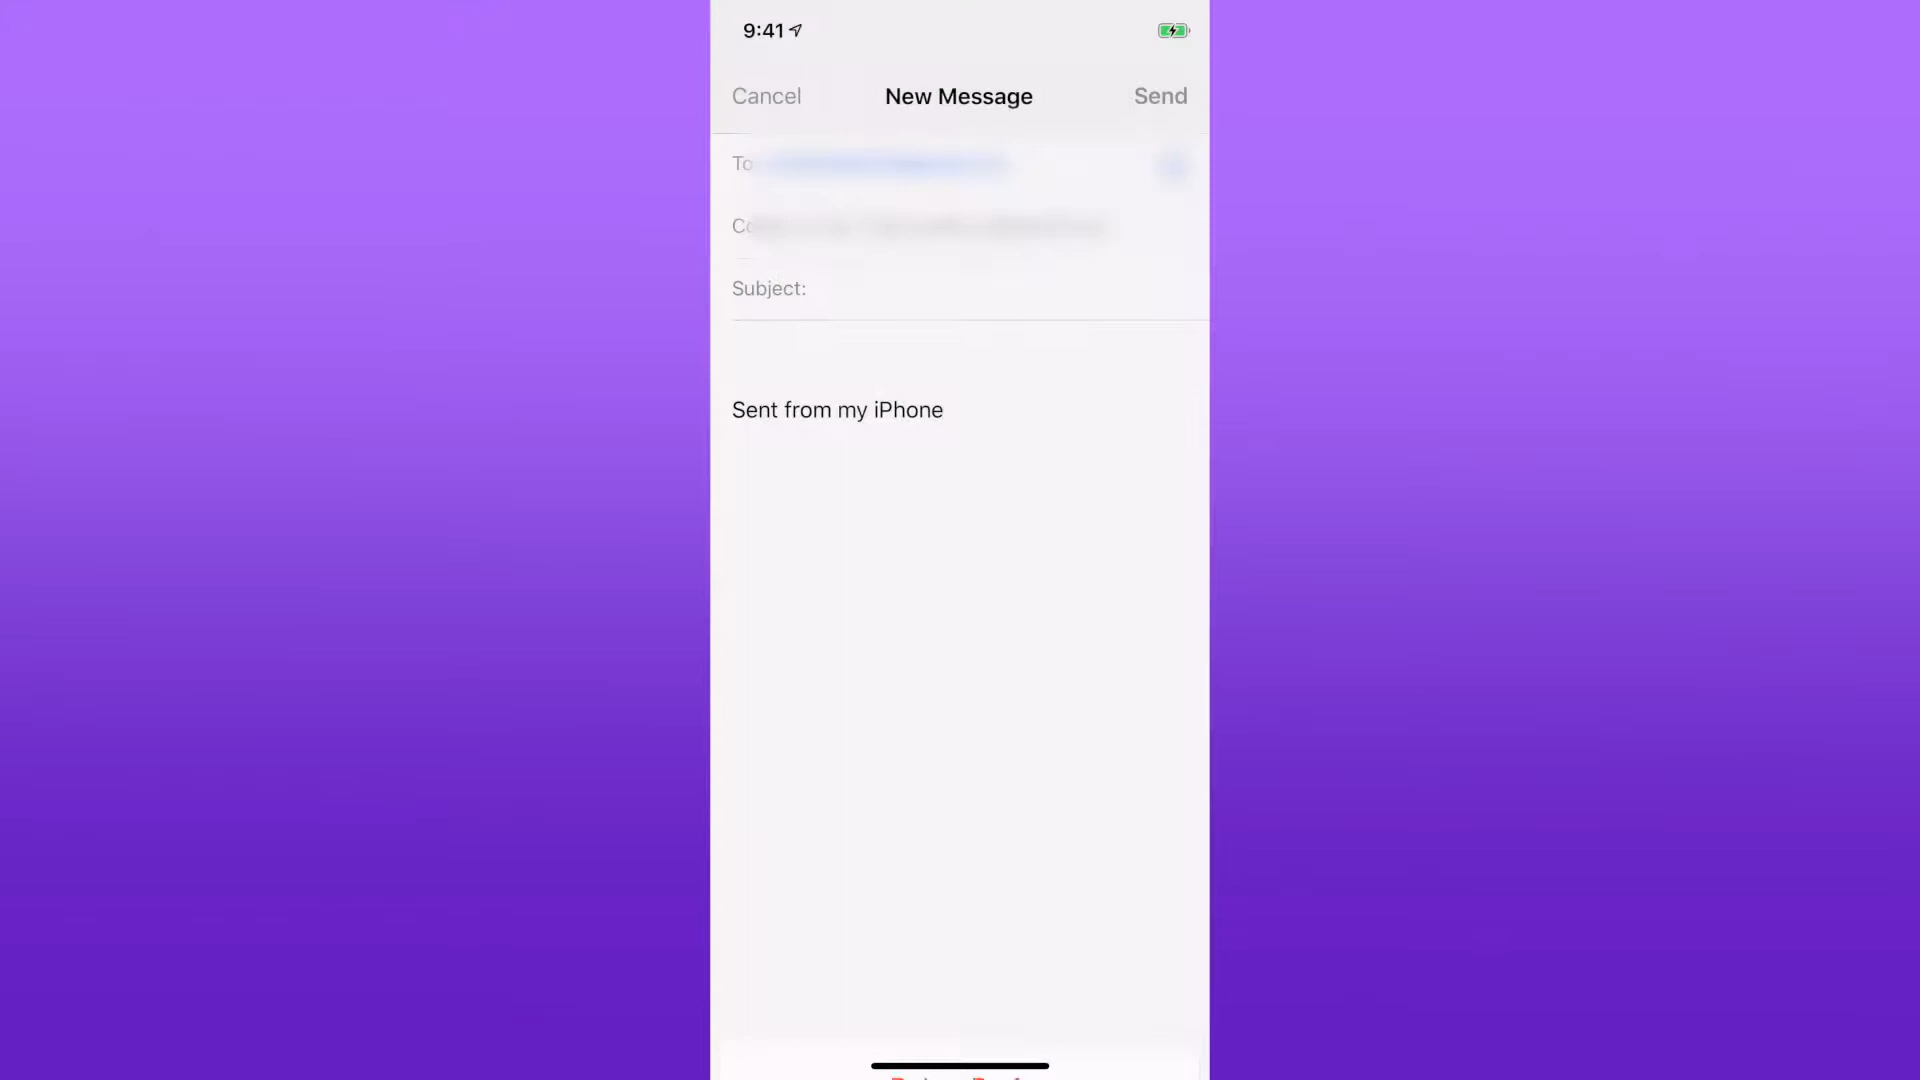 9:41
Cancel
New Message
Send
To
Subject:
Sent from my iPhone